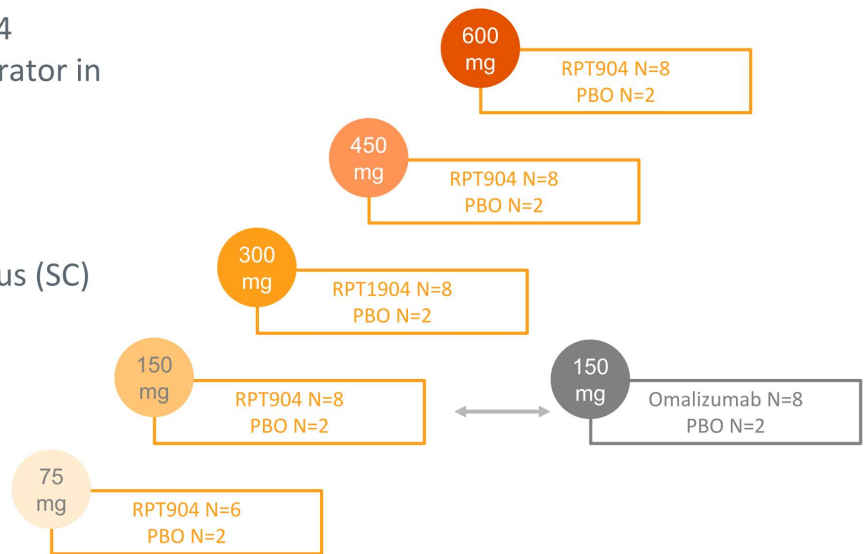 4
rator in
us (SC)
600
mg
RPT904 N=8
PBO N=2
450
mg
RPT904 N=8
PBO N=2
300
mg
RPT1904 N=8
PBO N=2
150
mg
RPT904 N=8
PBO N=2
150
mg
Omalizumab N=8
PBO N=2
75
mg
RPT904 N=6
PBO N=2